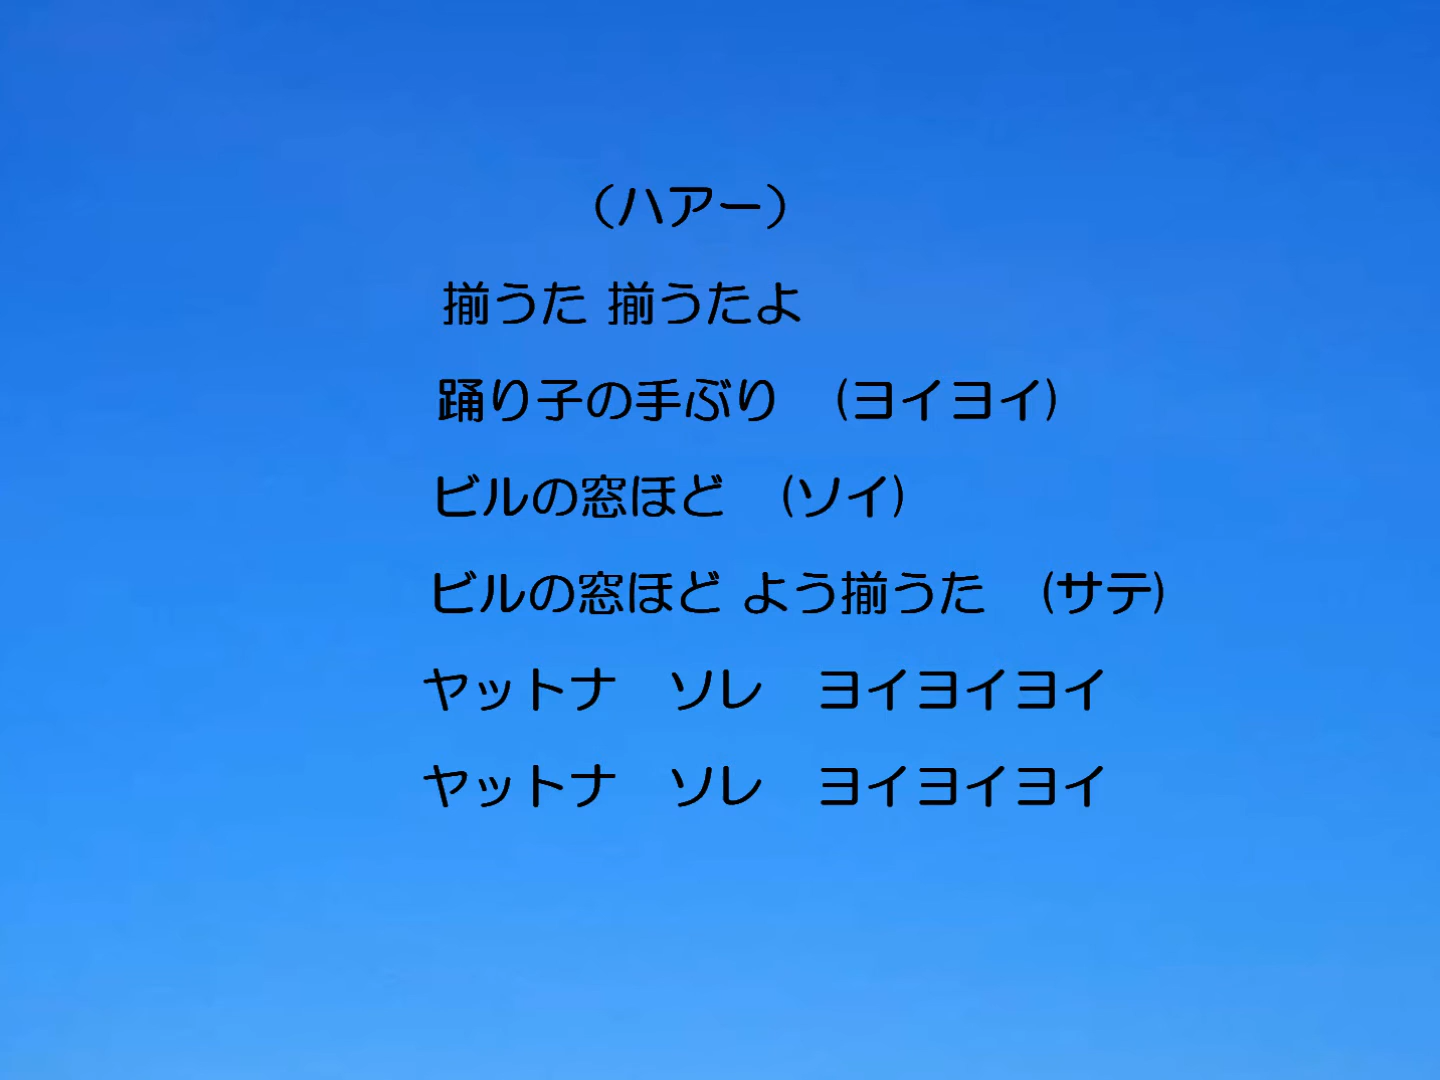 （ハアー）
揃うた 揃うたよ
踊り子の手ぶり　(ヨイヨイ)
ビルの窓ほど　(ソイ)
ビルの窓ほど よう揃うた　(サテ)
ヤットナ　ソレ　ヨイヨイヨイ
ヤットナ　ソレ　ヨイヨイヨイ